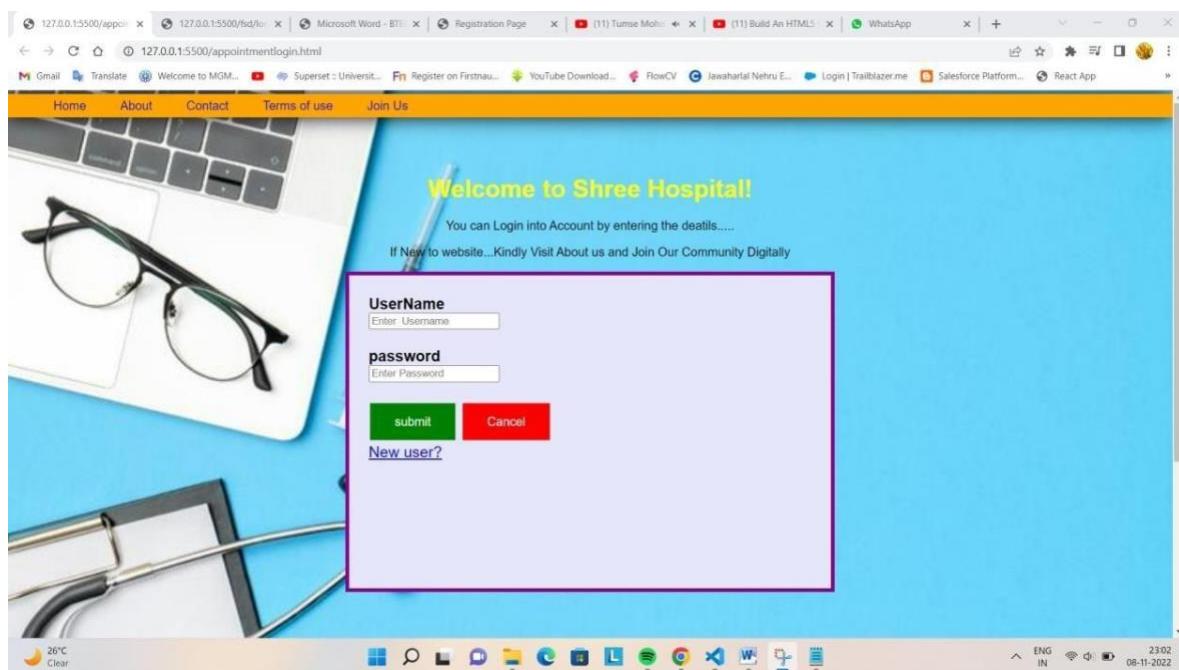 127.0.0.1:5500/appoin
127.0.0.1:5500/fsd/lo
Microsoft Word - BTE
Registration Page
(11) Tumse Moh
(11) Build An HTML5
WhatsApp
127.0.0.1:5500/appointmentlogin.html
Gmail Translate Welcome to MGM... Superset :: Universit... Register on Firstnau... YouTube Download... FlowCV Jawaharlal Nehru E... Login | Trailblazer.me Salesforce Platform... React App »
Home About Contact Terms of use Join Us
command option
Welcome to Shree Hospital!
You can Login into Account by entering the deatils.....
If New to website...Kindly Visit About us and Join Our Community Digitally
UserName
Enter Username
password
Enter Password
submit Cancel
New user?
26°C
Clear
ENG
IN
23:02
08-11-2022